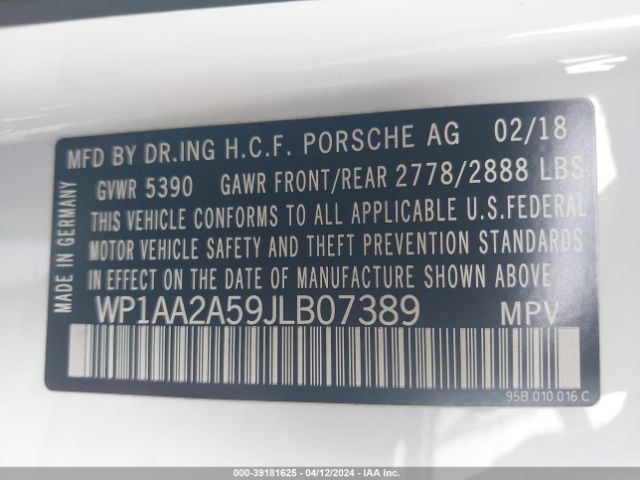 MFD BY DR.ING H.C.F. PORSCHE AG 02/18
GVWR 5390 GAWR FRONT/REAR 2778/2888 LBS
THIS VEHICLE CONFORMS TO ALL APPLICABLE U.S.FEDERAL
MOTOR VEHICLE SAFETY AND THEFT PREVENTION STANDARDS
IN EFFECT ON THE DATE OF MANUFACTURE SHOWN ABOVE
WP1AA2A59JLB07389 MPV
MADE IN GERMANY
95B 010 016 C
000-39181625 - 04/12/2024 - IAA Inc.